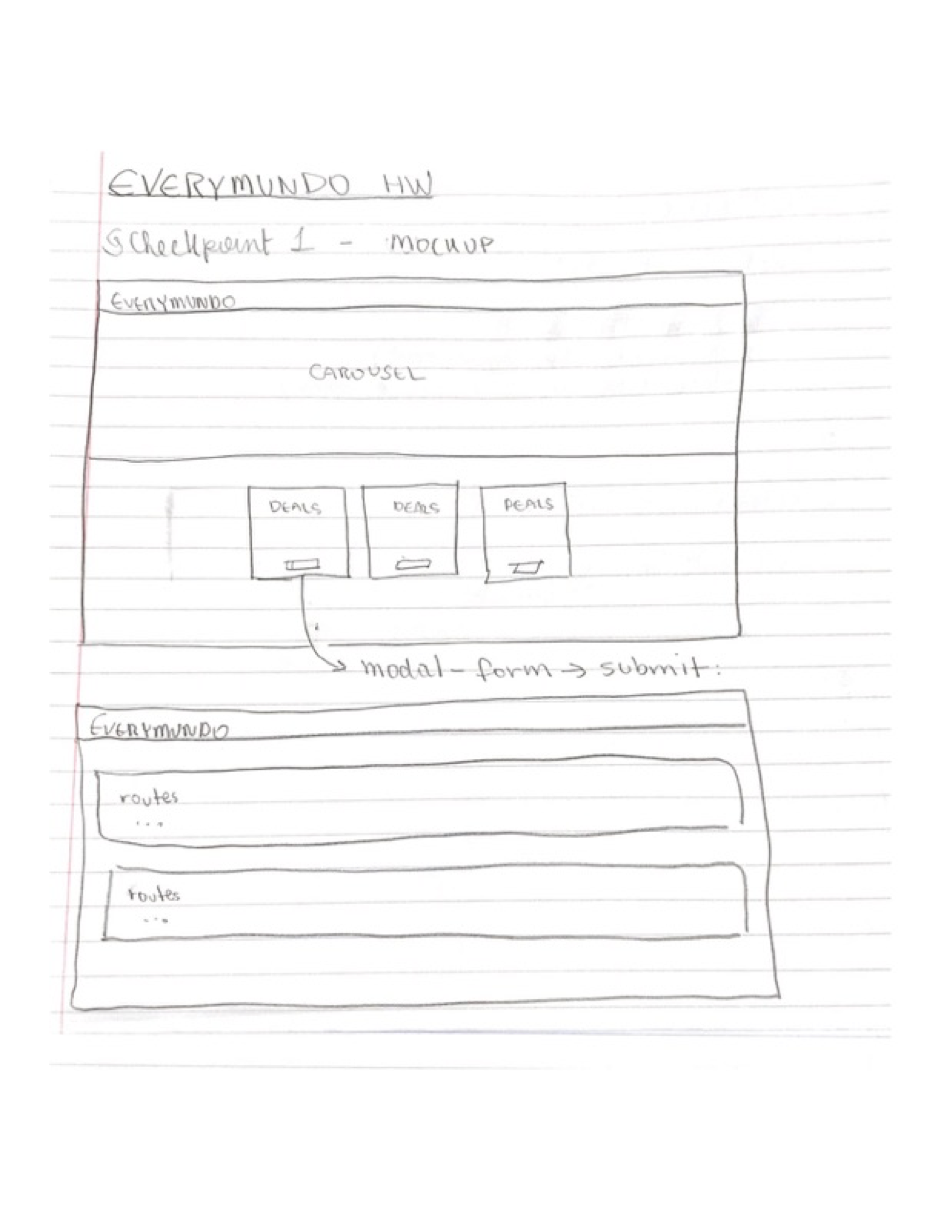 EVERYMUNDO HW
Checkpoint 1 - MOCKUP
EVERYMUNDO
CAROUSEL
DEALS DEALS DEALS
modal-form → submit:
EVERYMUNDO
routes
...
routes
...